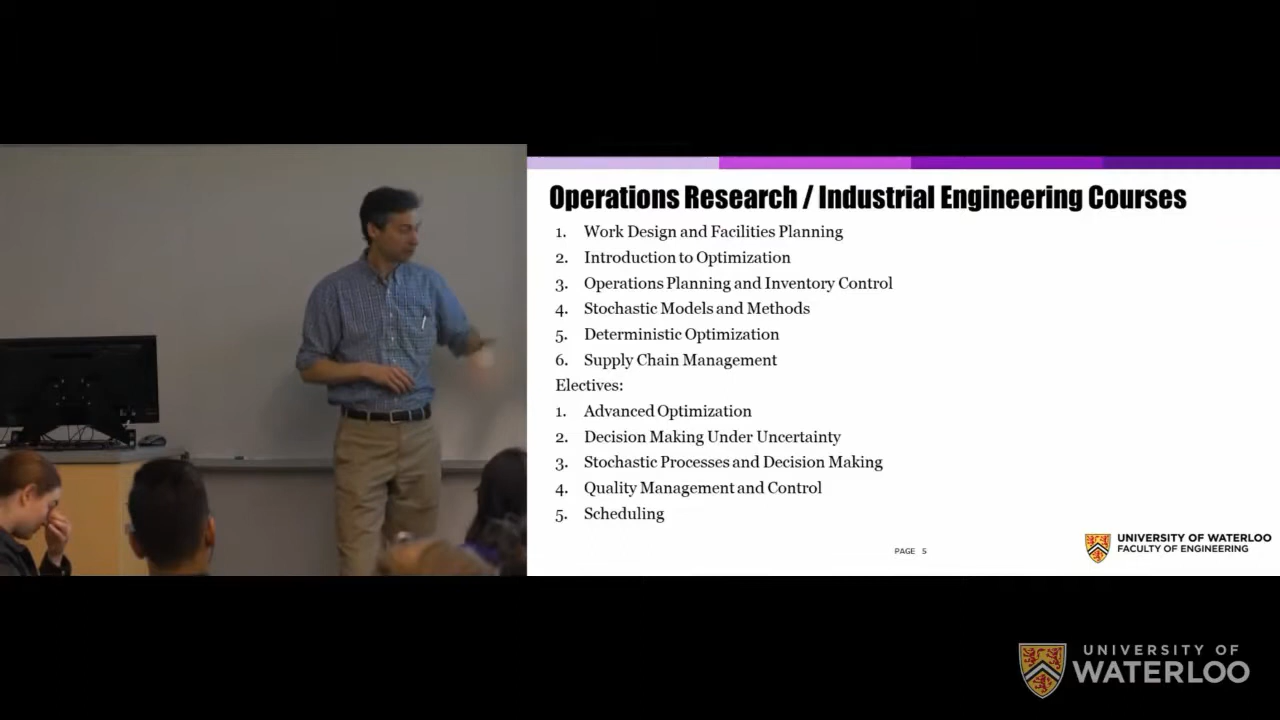 Operations Research / Industrial Engineering Courses
1. Work Design and Facilities Planning
2. Introduction to Optimization
3. Operations Planning and Inventory Control
4. Stochastic Models and Methods
5. Deterministic Optimization
6. Supply Chain Management
Electives:
1. Advanced Optimization
2. Decision Making Under Uncertainty
3. Stochastic Processes and Decision Making
4. Quality Management and Control
5. Scheduling
PAGE 5
UNIVERSITY OF WATERLOO
FACULTY OF ENGINEERING
UNIVERSITY OF
WATERLOO